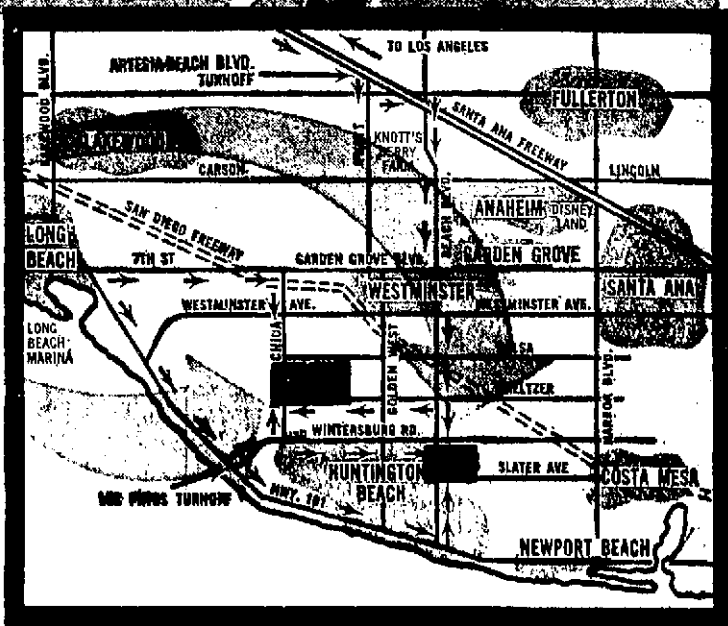 TO LOS ANGELES
ARTESIA-BEACH BLVD.
TURNOFF
FULLERTON
SANTA ANA FREEWAY
LAKEWOOD
KNOTT'S
BERRY
FARM
CARSON
LINCOLN
BEACH BLVD.
ANAHEIM
DISNEY
LAND
SAN DIEGO FREEWAY
LONG
BEACH
7TH ST
GARDEN GROVE BLVD.
GARDEN GROVE
WESTMINSTER
SANTA ANA
WESTMINSTER AVE.
WESTMINSTER AVE.
LONG
BEACH
MARINA
CHICA
GOLDEN WEST
HARBOR BLVD.
WINTERSBURG RD.
HUNTINGTON
BEACH
SLATER AVE
COSTA MESA
LOS PATOS TURNOFF
HWY. 101
NEWPORT BEACH